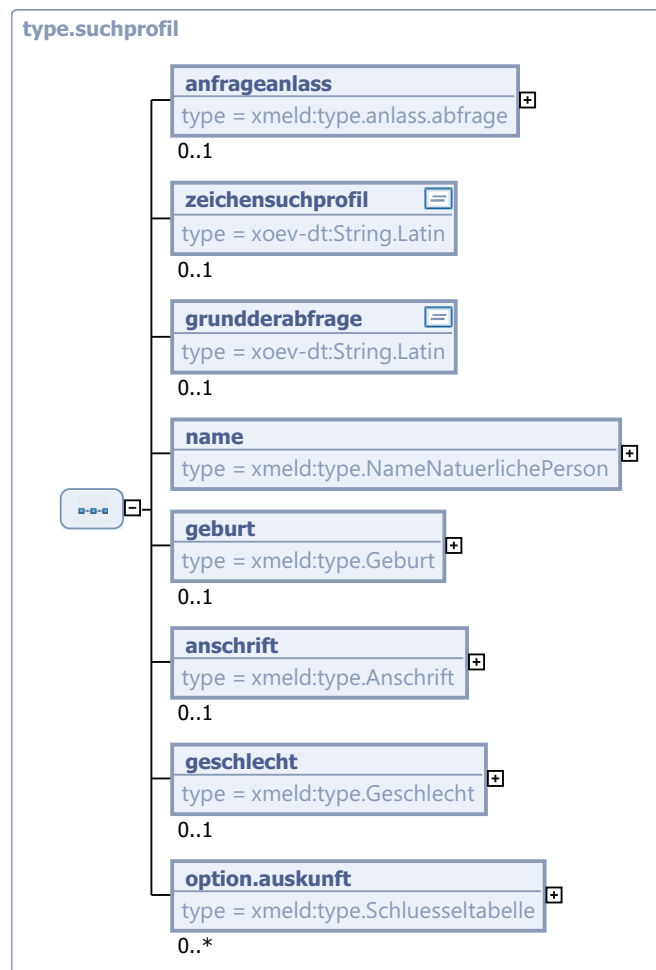 type.suchprofil
anfrageanlass
type = xmeld:type.anlass.abfrage
0..1
zeichensuchprofil
type = xoev-dt:String.Latin
0..1
grundderabfrage
type = xoev-dt:String.Latin
0..1
name
type = xmeld:type.NameNatuerlichePerson
geburt
type = xmeld:type.Geburt
0..1
anschrift
type = xmeld:type.Anschrift
0..1
geschlecht
type = xmeld:type.Geschlecht
0..1
option.auskunft
type = xmeld:type.Schluesseltabelle
0..*